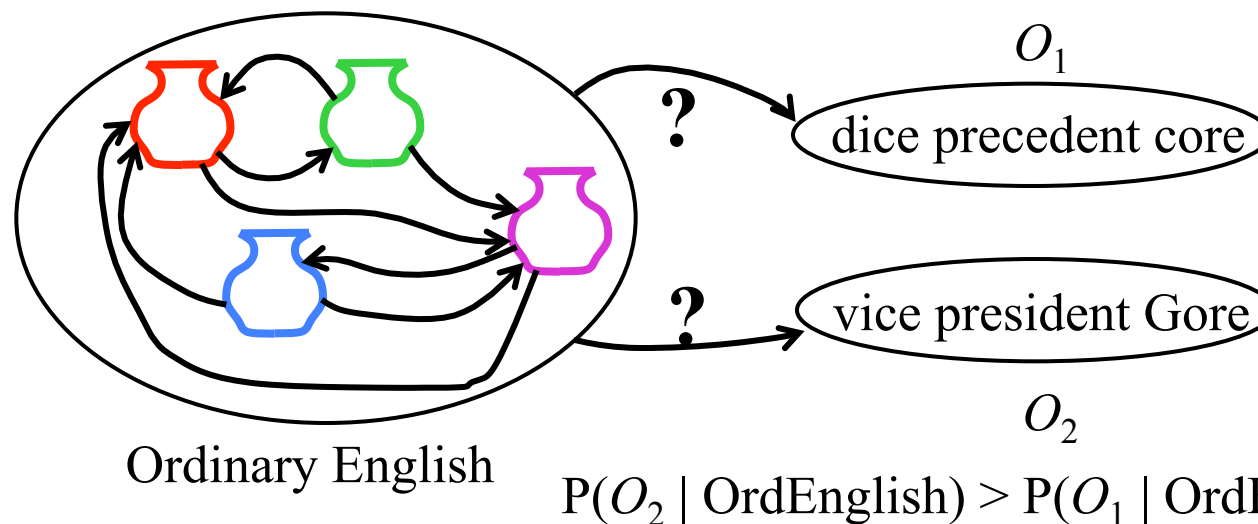 O1
?
dice precedent core
?
vice president Gore
O2
Ordinary English
P(O2 | OrdEnglish) > P(O1 | Ord